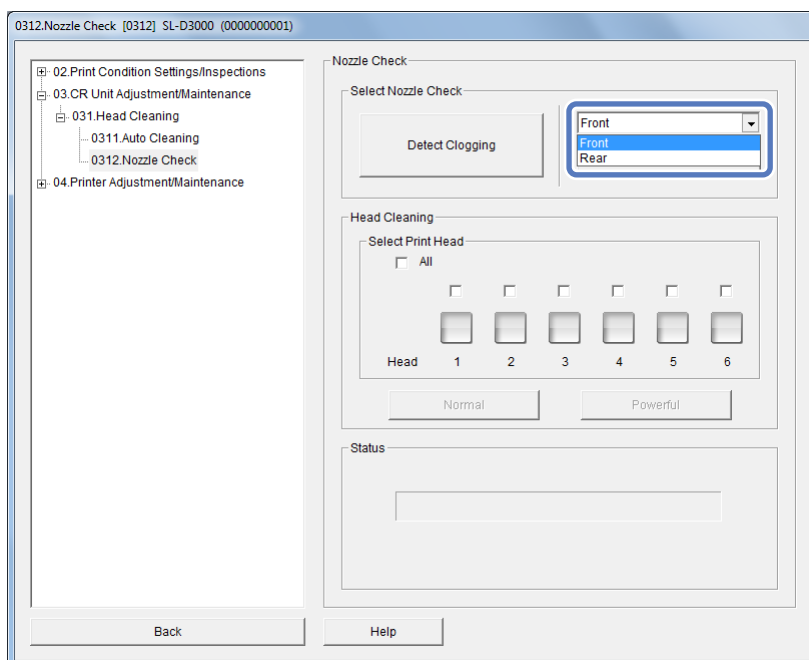 0312.Nozzle Check [0312] SL-D3000 (0000000001)
02.Print Condition Settings/Inspections
03.CR Unit Adjustment/Maintenance
031.Head Cleaning
0311.Auto Cleaning
0312.Nozzle Check
04.Printer Adjustment/Maintenance
Nozzle Check
Select Nozzle Check
Detect Clogging
Front
Front
Rear
Head Cleaning
Select Print Head
All
Head 1 2 3 4 5 6
Normal Powerful
Status
Back Help